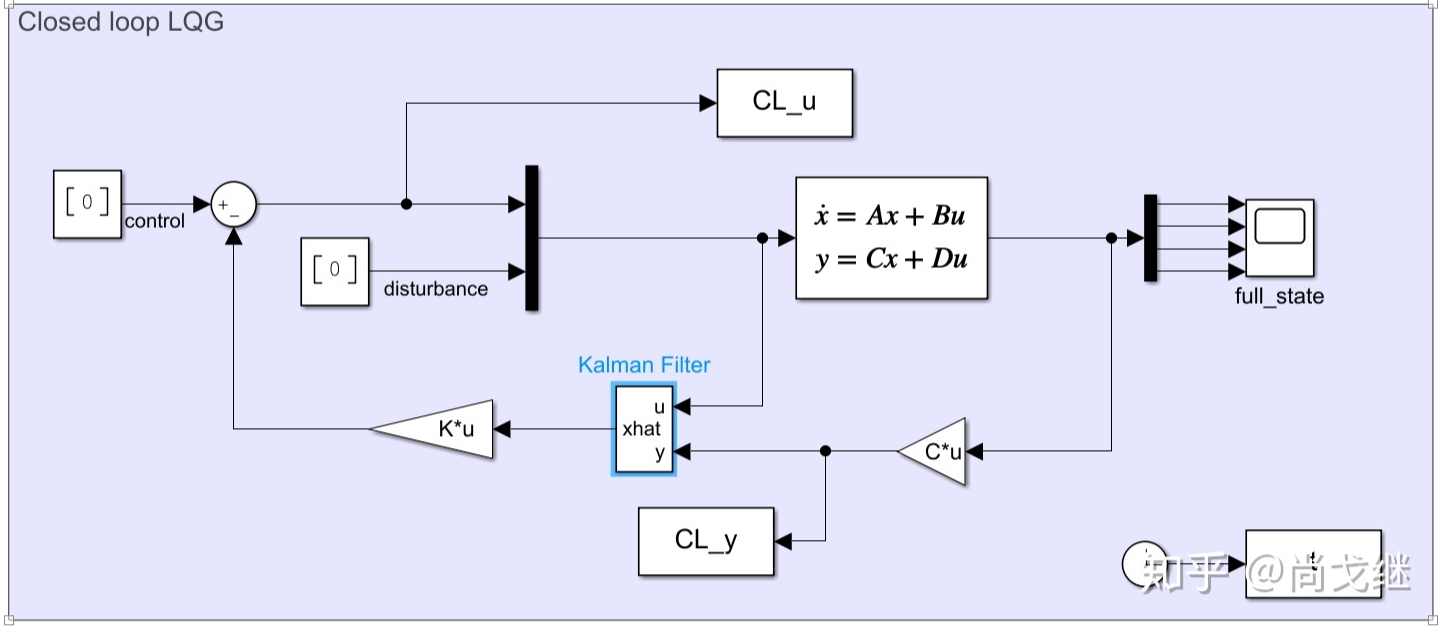 Closed loop LQG
CL_u
[ 0 ]
control
+
−
[ 0 ]
disturbance
ẋ = Ax + Bu
y = Cx + Du
full_state
Kalman Filter
u
xhat
y
K*u
C*u
CL_y
t
知乎 @尚戈继